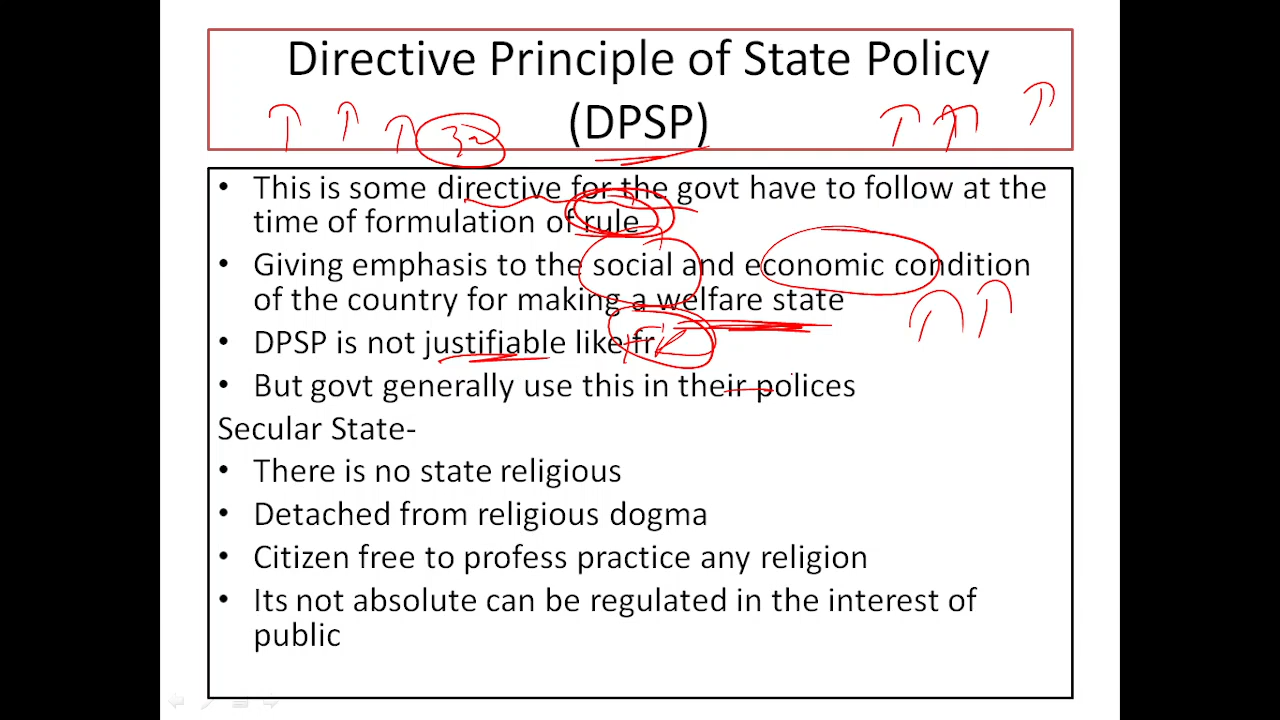 Directive Principle of State Policy
(DPSP)
• This is some directive for the govt have to follow at the
time of formulation of rule
• Giving emphasis to the social and economic condition
of the country for making a welfare state
• DPSP is not justifiable like fr
• But govt generally use this in their polices
Secular State-
• There is no state religious
• Detached from religious dogma
• Citizen free to profess practice any religion
• Its not absolute can be regulated in the interest of
public